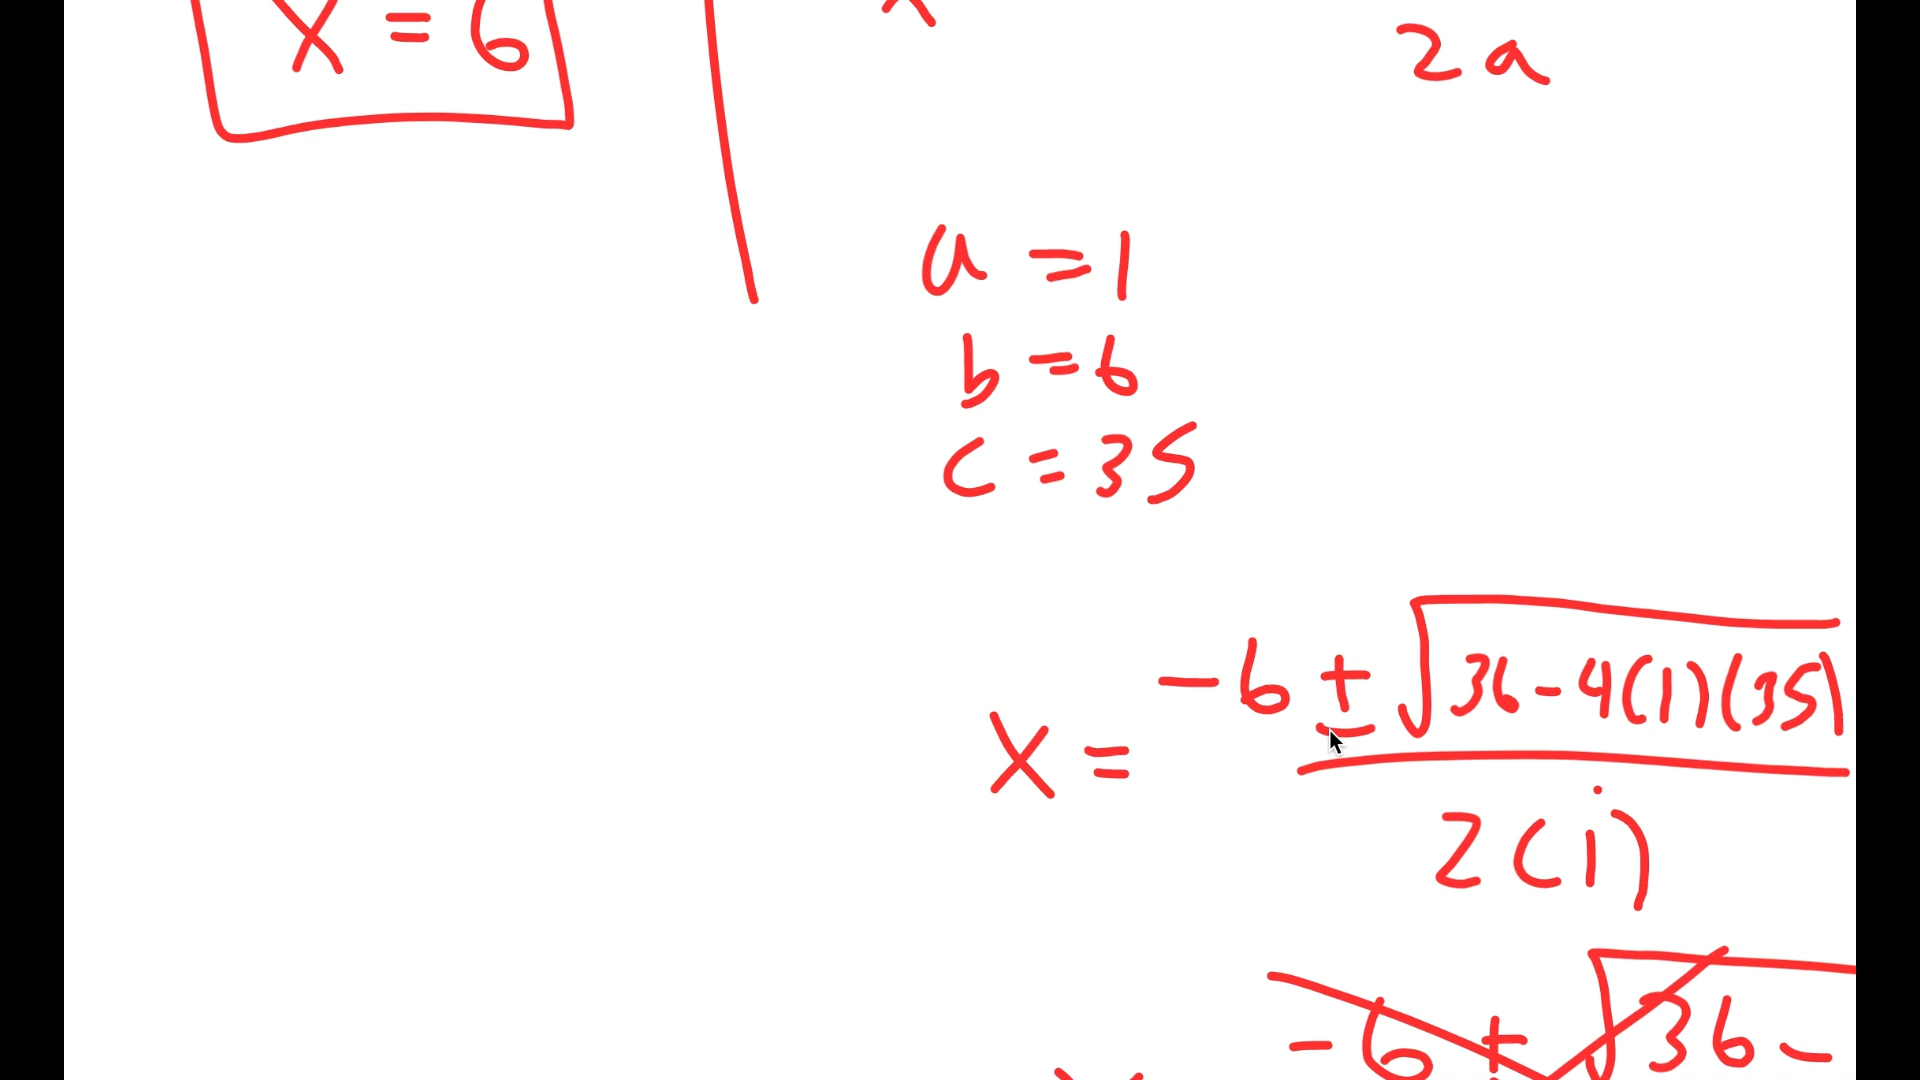 x = 6
x
2a
a = 1
b = 6
c = 35
x = -6 ± √36-4(1)(35)
2(1)
-6 ± √36-